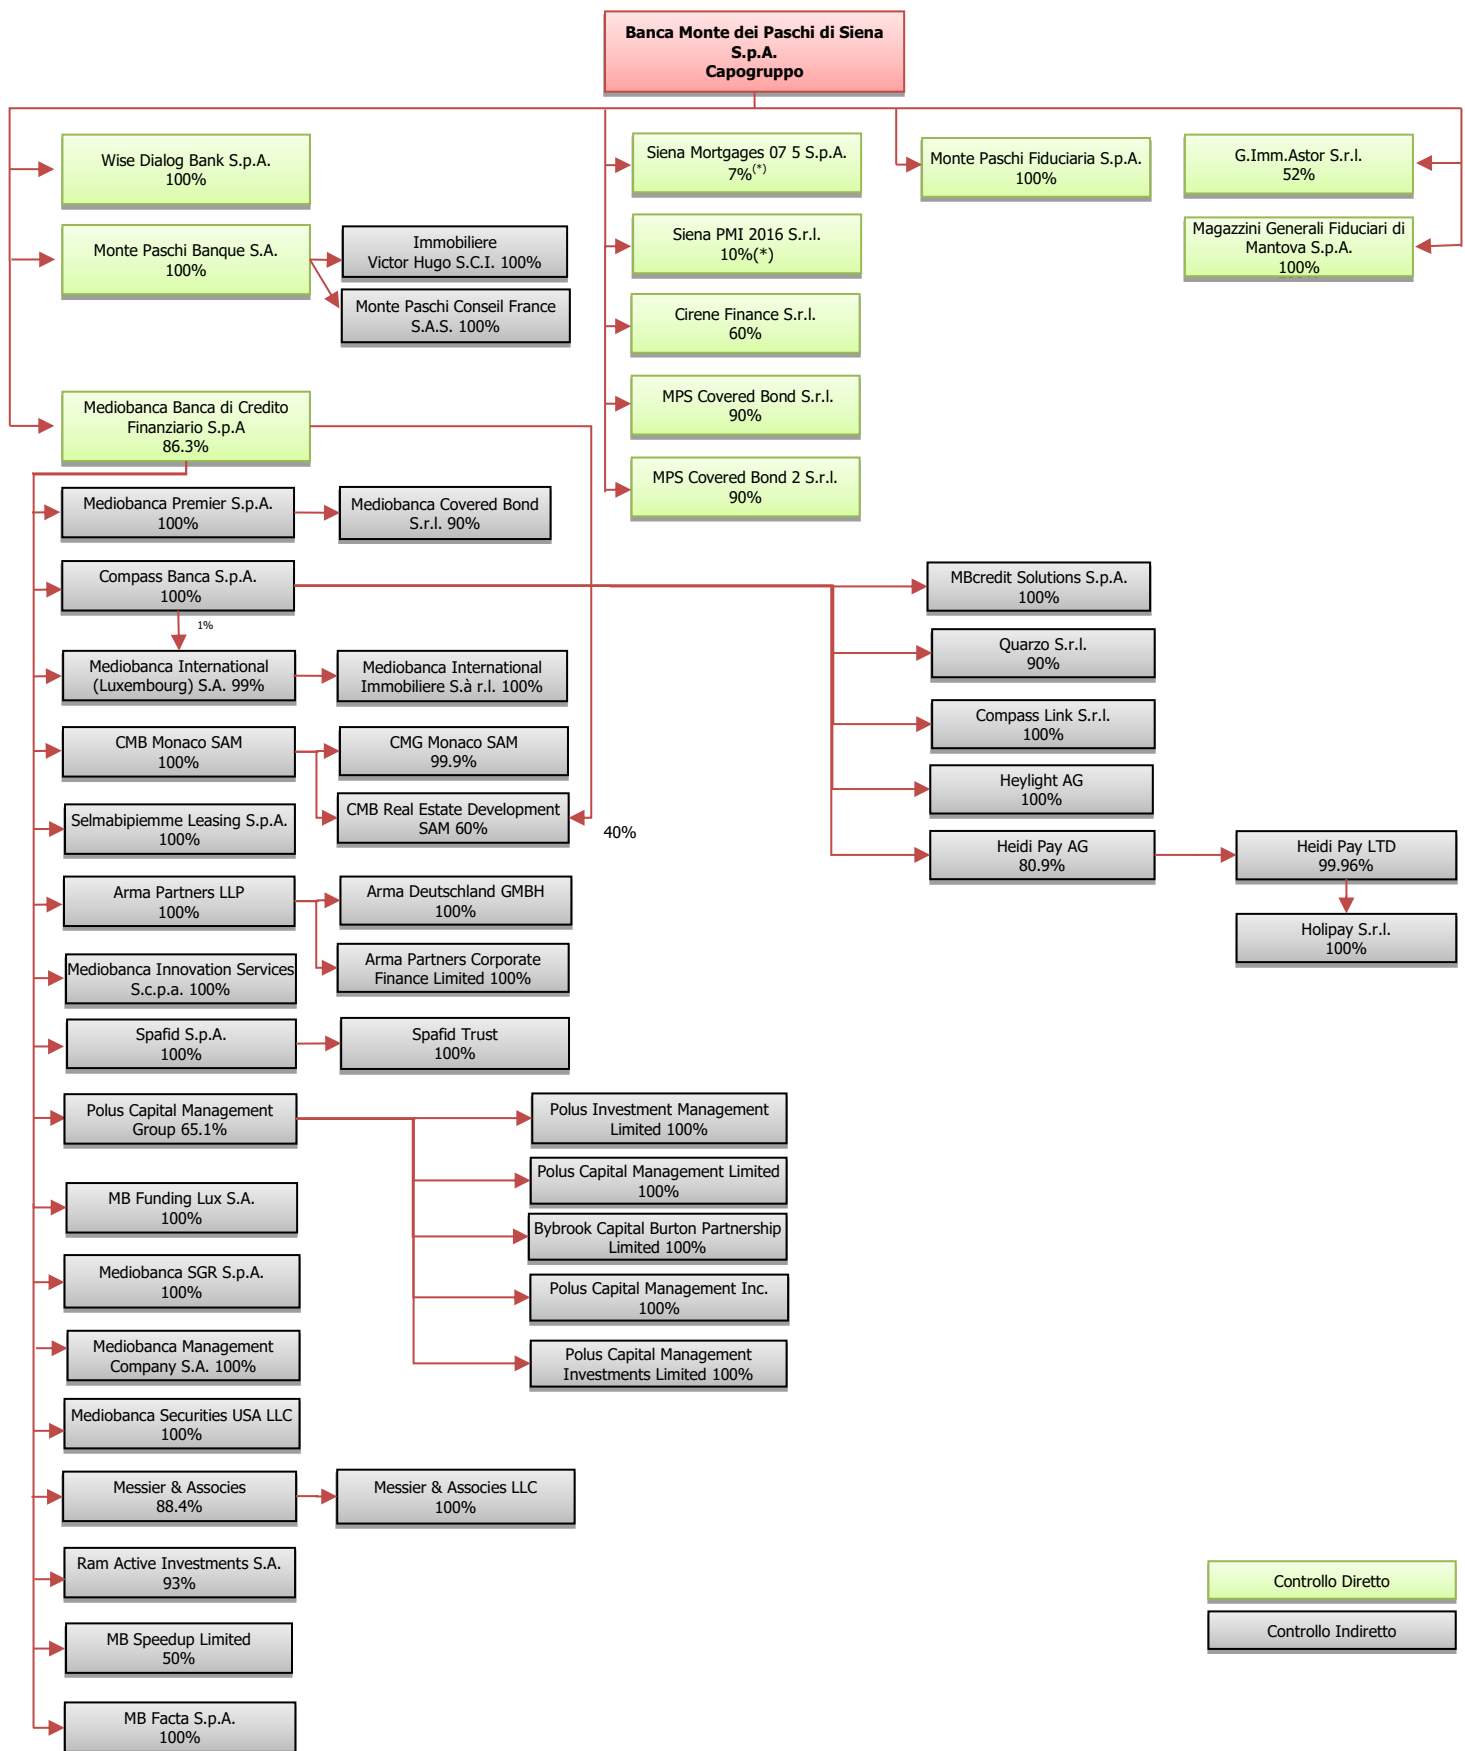 Banca Monte dei Paschi di Siena
S.p.A.
Capogruppo
Wise Dialog Bank S.p.A.
100%
Monte Paschi Banque S.A.
100%
Immobiliere
Victor Hugo S.C.I. 100%
Monte Paschi Conseil France
S.A.S. 100%
Siena Mortgages 07 5 S.p.A.
7%(*)
Siena PMI 2016 S.r.l.
10%(*)
Cirene Finance S.r.l.
60%
MPS Covered Bond S.r.l.
90%
MPS Covered Bond 2 S.r.l.
90%
Monte Paschi Fiduciaria S.p.A.
100%
G.Imm.Astor S.r.l.
52%
Magazzini Generali Fiduciari di
Mantova S.p.A.
100%
Mediobanca Banca di Credito
Finanziario S.p.A
86.3%
Mediobanca Premier S.p.A.
100%
Mediobanca Covered Bond
S.r.l. 90%
Compass Banca S.p.A.
100%
1%
Mediobanca International
(Luxembourg) S.A. 99%
Mediobanca International
Immobiliere S.à r.l. 100%
CMB Monaco SAM
100%
CMG Monaco SAM
99.9%
CMB Real Estate Development
SAM 60%
40%
Selmabipiemme Leasing S.p.A.
100%
Arma Partners LLP
100%
Arma Deutschland GMBH
100%
Arma Partners Corporate
Finance Limited 100%
Mediobanca Innovation Services
S.c.p.a. 100%
Spafid S.p.A.
100%
Spafid Trust
100%
MBcredit Solutions S.p.A.
100%
Quarzo S.r.l.
90%
Compass Link S.r.l.
100%
Heylight AG
100%
Heidi Pay AG
80.9%
Heidi Pay LTD
99.96%
Holipay S.r.l.
100%
Polus Capital Management
Group 65.1%
Polus Investment Management
Limited 100%
Polus Capital Management Limited
100%
Bybrook Capital Burton Partnership
Limited 100%
Polus Capital Management Inc.
100%
Polus Capital Management
Investments Limited 100%
MB Funding Lux S.A.
100%
Mediobanca SGR S.p.A.
100%
Mediobanca Management
Company S.A. 100%
Mediobanca Securities USA LLC
100%
Messier & Associes
88.4%
Messier & Associes LLC
100%
Ram Active Investments S.A.
93%
MB Speedup Limited
50%
MB Facta S.p.A.
100%
Controllo Diretto
Controllo Indiretto